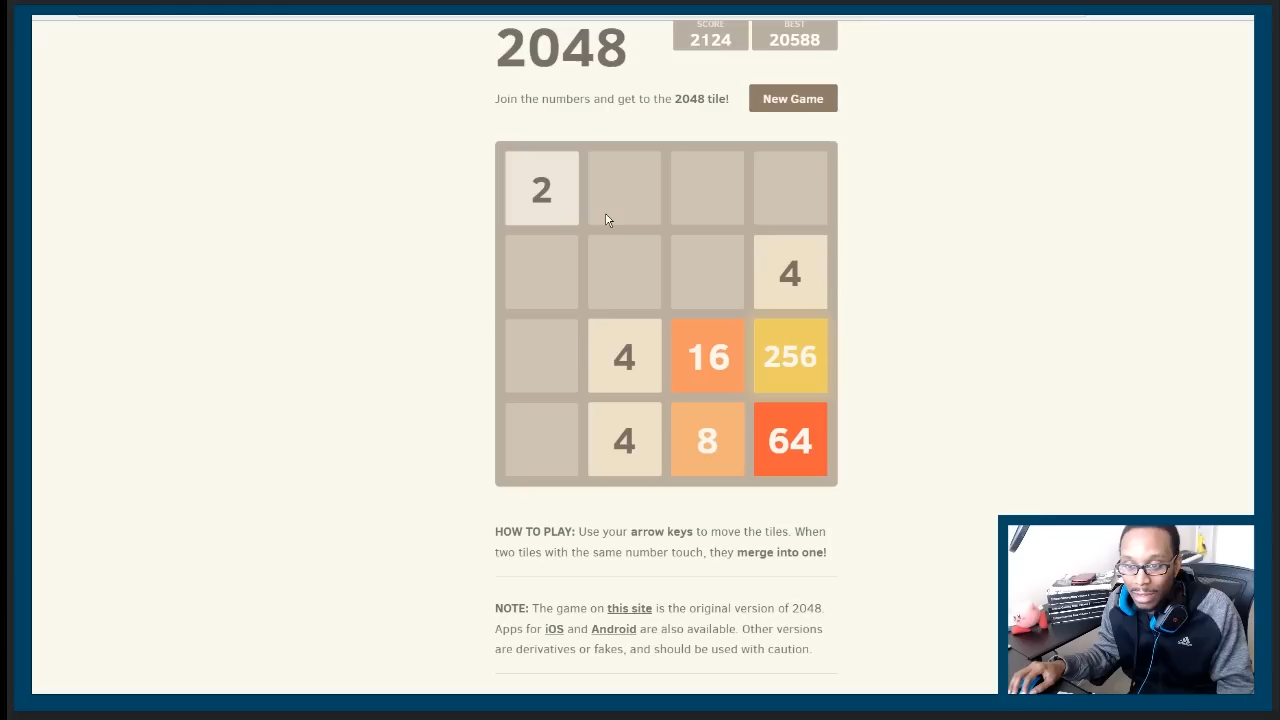 2048
SCORE
2124
BEST
20588
Join the numbers and get to the 2048 tile!
New Game
2
4
4
16
256
4
8
64
HOW TO PLAY: Use your arrow keys to move the tiles. When
two tiles with the same number touch, they merge into one!
NOTE: The game on this site is the original version of 2048.
Apps for iOS and Android are also available. Other versions
are derivatives or fakes, and should be used with caution.